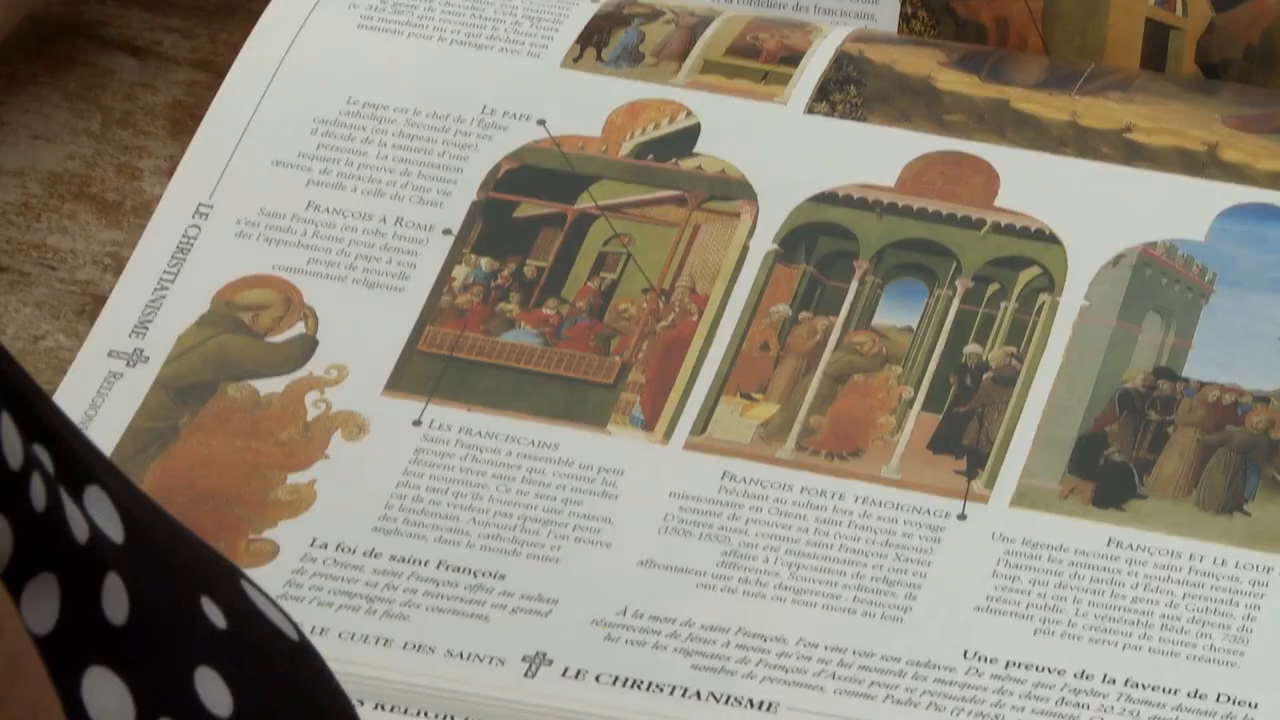 et la cordelière des franciscains,
(v. 315-397) qui reconnut le Christ en
un mendiant nu et qui déchira son
manteau pour le partager avec lui.
LE PAPE
Le pape est le chef de l'Église
catholique. Secondé par ses
cardinaux (en chapeau rouge),
il décide de la sainteté d'une
personne. La canonisation
requiert la preuve de bonnes
œuvres, de miracles et d'une vie
pareille à celle du Christ.
FRANÇOIS À ROME
Saint François (en robe brune)
s'est rendu à Rome pour deman-
der l'approbation du pape à son
projet de nouvelle
communauté religieuse
LE CHRISTIANISME
LES FRANCISCAINS
Saint François a rassemblé un petit
groupe d'hommes qui, comme lui,
désirent vivre sans biens et mendier
leur nourriture. Ce ne sera que
plus tard qu'ils loueront une maison,
car ils ne veulent pas épargner pour
le lendemain. Aujourd'hui, l'on trouve
des franciscains, catholiques et
anglicans, dans le monde entier.
La foi de saint François
En Orient, saint François offrit au sultan
de prouver sa foi en traversant un grand
feu en compagnie des courtisans,
dont l'un prit la fuite.
FRANÇOIS PORTE TÉMOIGNAGE
Prêchant au sultan lors de son voyage
missionnaire en Orient, saint François se voit
sommé de prouver sa foi (voir ci-dessous).
D'autres aussi, comme saint François Xavier
(1506-1552), ont été missionnaires et ont eu
affaire à l'opposition de religions
différentes. Souvent solitaires, ils
affrontaient une tâche dangereuse ; beaucoup
ont été tués ou sont morts au loin.
FRANÇOIS ET LE LOUP
Une légende raconte que saint François, qui
aimait les animaux et souhaitait restaurer
l'harmonie du jardin d'Éden, persuada un
loup, qui dévorait les gens de Gubbio, de
cesser si on le nourrissait aux dépens du
trésor public. Le vénérable Bède (m. 735)
admettait que le créateur de toutes choses
pût être servi par toute créature.
Une preuve de la faveur de Dieu
À la mort de saint François, l'on vint voir son cadavre. De même que l'apôtre Thomas doutait de la
résurrection de Jésus à moins qu'on ne lui montrât les marques des clous (Jean 20.25),
lut voir les stigmates de François d'Assise pour se persuader de sa
nombre de personnes, comme Padre Pio (†1968),
LE CULTE DES SAINTS
LE CHRISTIANISME